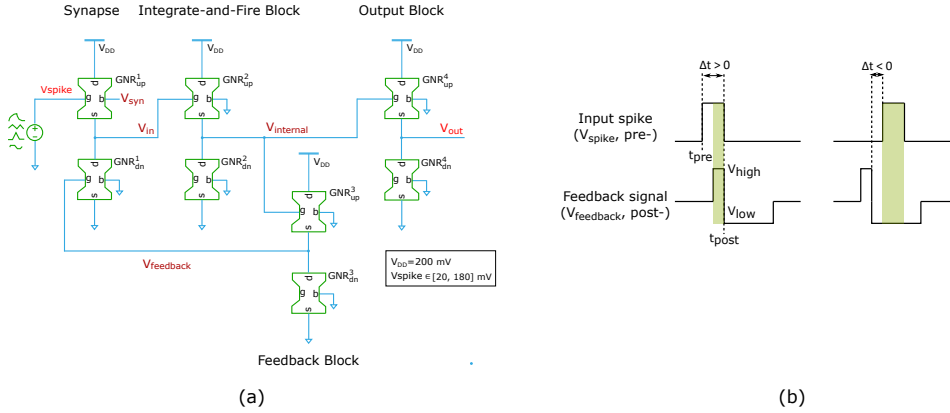 Synapse
Integrate-and-Fire Block
Output Block
V_DD
V_DD
V_DD
GNR^1_up
GNR^2_up
GNR^4_up
Vspike
d
g
b
s
V_syn
d
g
b
s
d
g
b
s
V_in
V_internal
V_out
V_DD
GNR^1_dn
GNR^2_dn
GNR^4_dn
d
g
b
s
d
g
b
s
d
g
b
s
GNR^3_up
d
g
b
s
V_feedback
GNR^3_dn
d
g
b
s
V_DD=200 mV
Vspike ∈ [20, 180] mV
Feedback Block
(a)
Δt > 0
Δt < 0
Input spike
(V_spike, pre-)
t_pre
V_high
Feedback signal
(V_feedback, post-)
V_low
t_post
(b)